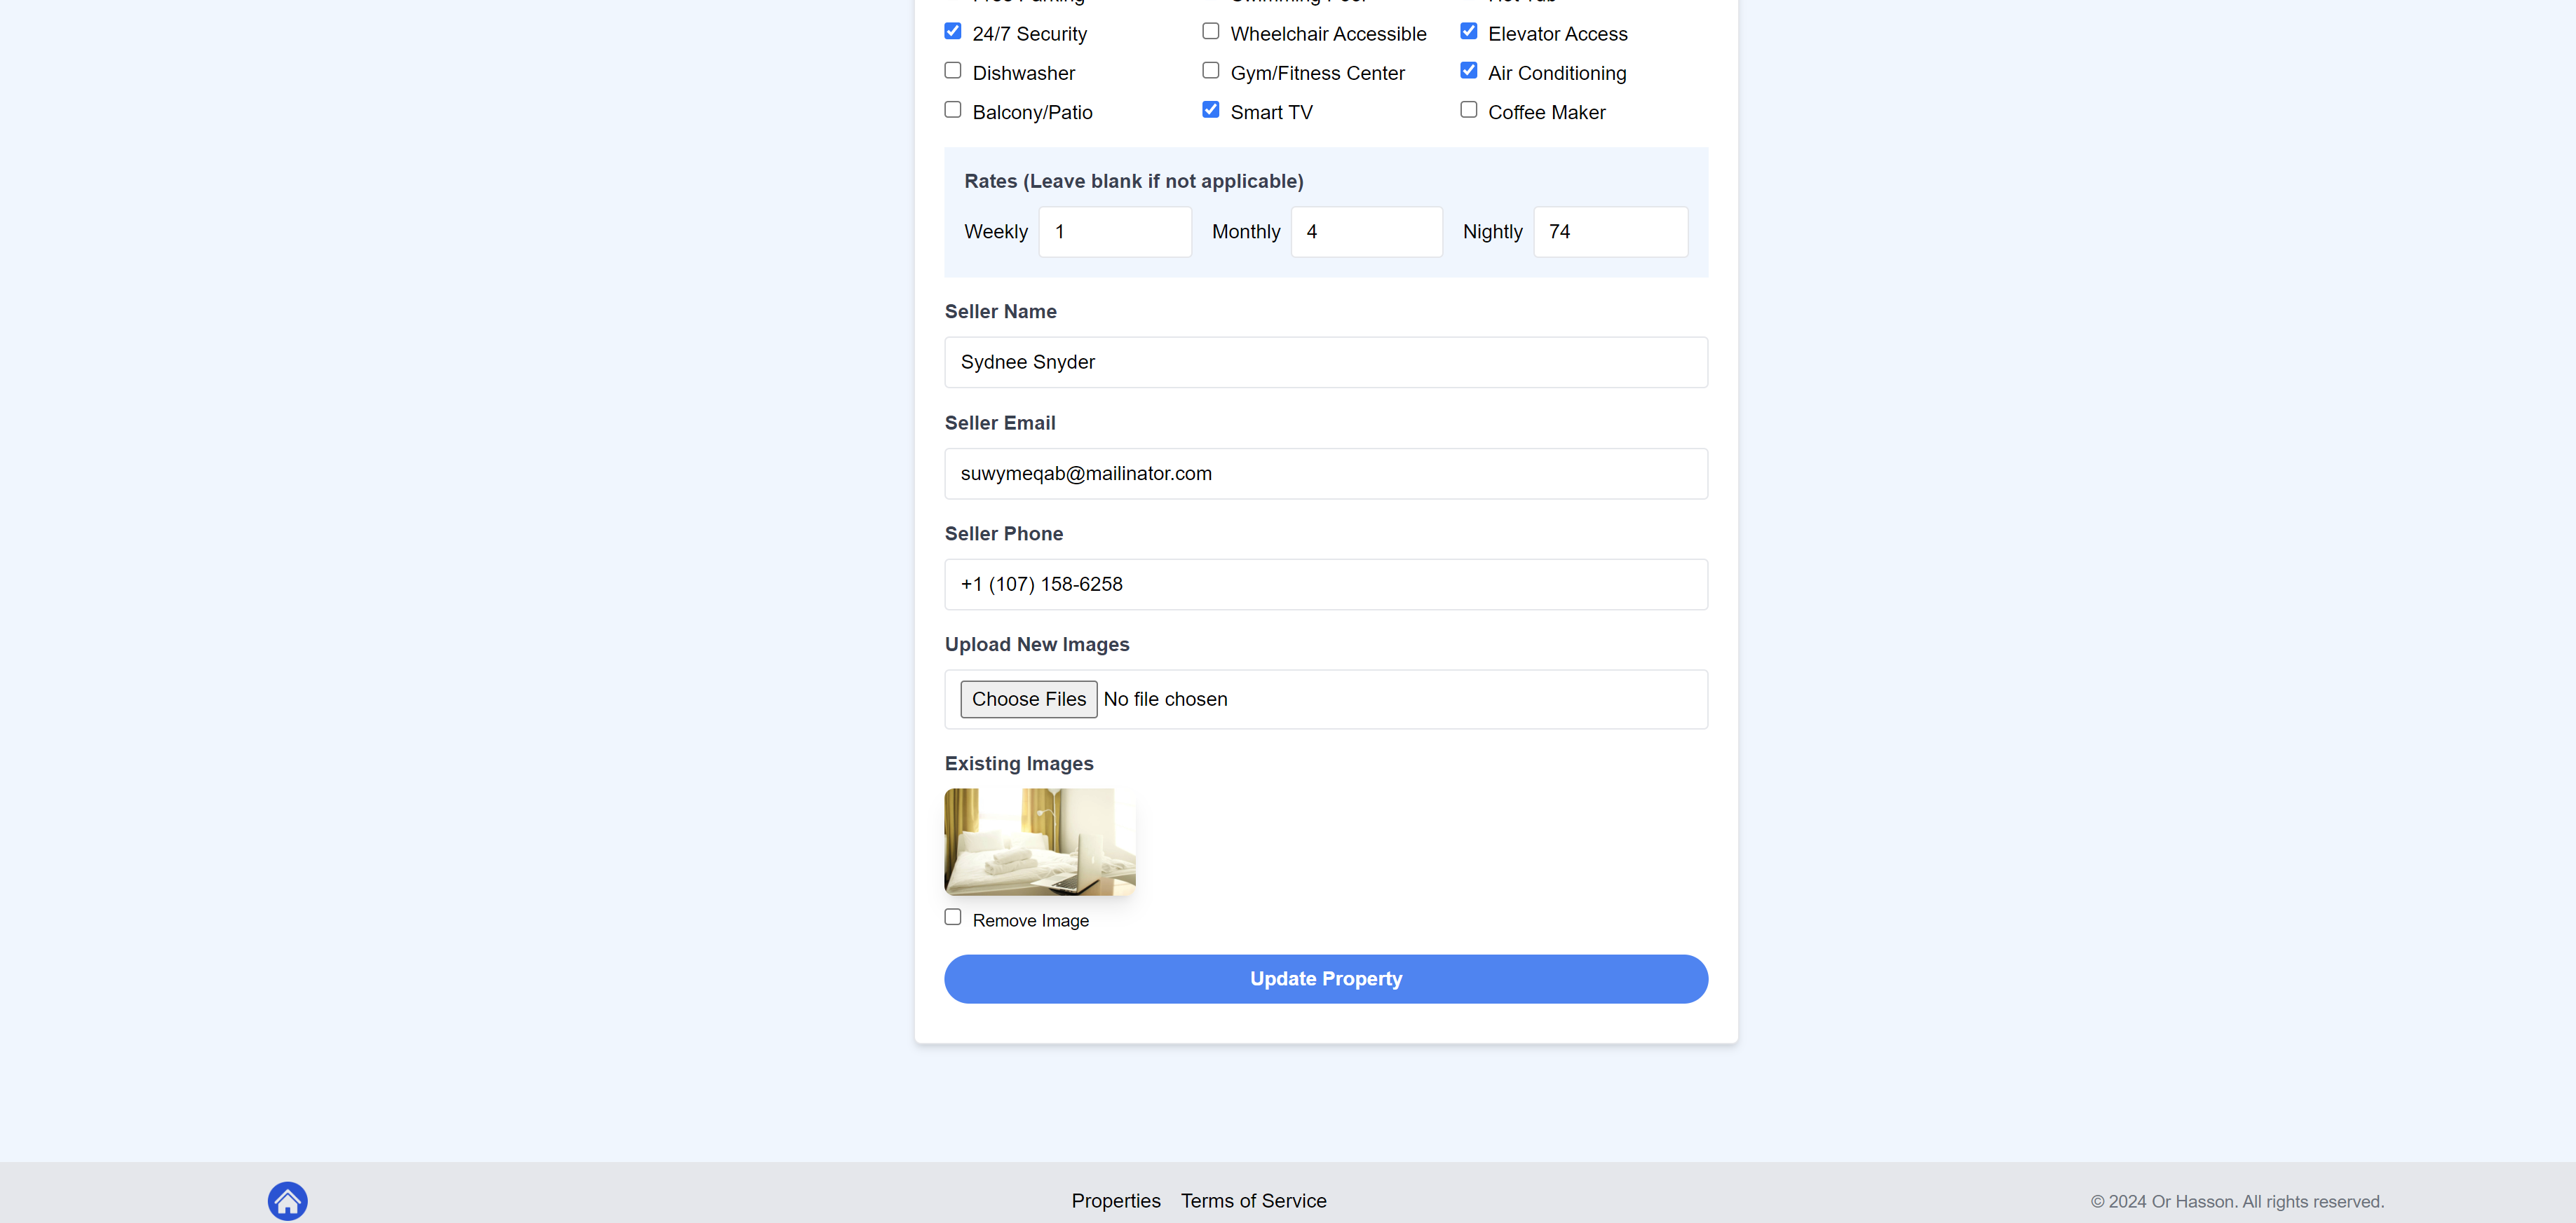 24/7 Security Wheelchair Accessible Elevator Access
Dishwasher Gym/Fitness Center Air Conditioning
Balcony/Patio Smart TV Coffee Maker
Rates (Leave blank if not applicable)
Weekly 1 Monthly 4 Nightly 74
Seller Name
Sydnee Snyder
Seller Email
suwymeqab@mailinator.com
Seller Phone
+1 (107) 158-6258
Upload New Images
Choose Files No file chosen
Existing Images
Remove Image
Update Property
Properties Terms of Service © 2024 Or Hasson. All rights reserved.